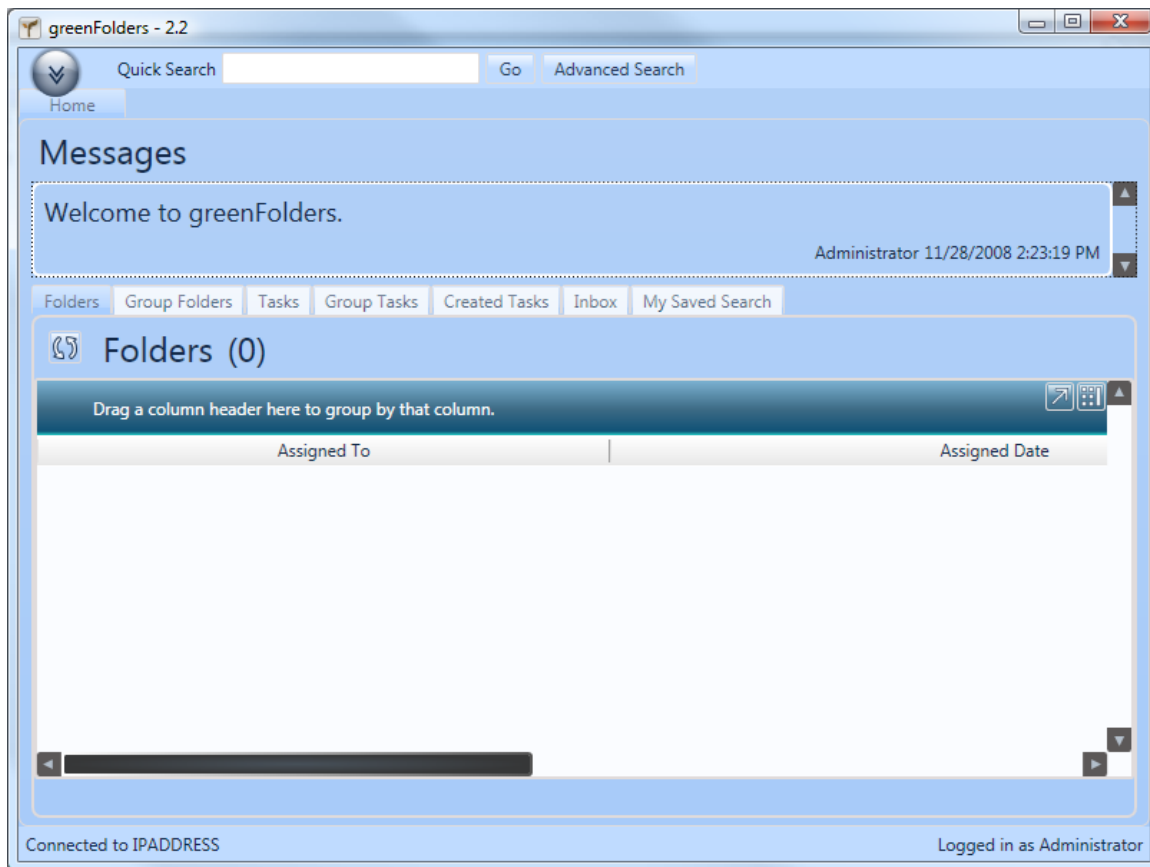 greenFolders - 2.2
Quick Search Go Advanced Search
Home
Messages
Welcome to greenFolders.
Administrator 11/28/2008 2:23:19 PM
Folders Group Folders Tasks Group Tasks Created Tasks Inbox My Saved Search
Folders (0)
Drag a column header here to group by that column.
Assigned To Assigned Date
Connected to IPADDRESS Logged in as Administrator